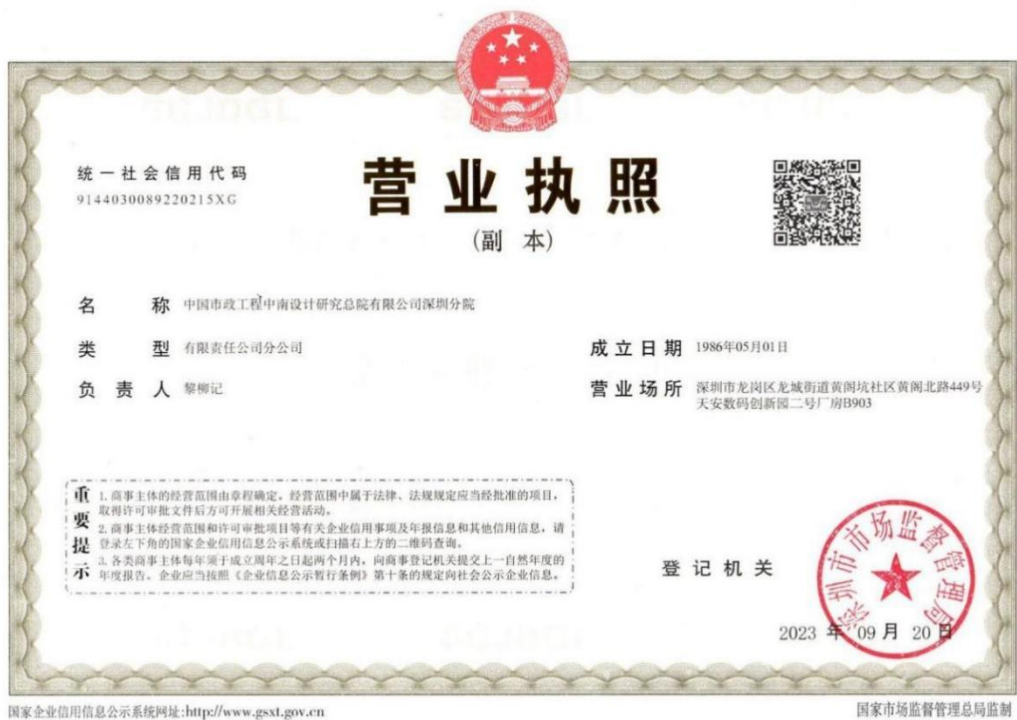 统一社会信用代码
9144030089220215XG
营业执照
(副 本)
名 称 中国市政工程中南设计研究总院有限公司深圳分院
类 型 有限责任公司分公司
负 责 人 黎柳记
成立日期 1986年05月01日
营业场所 深圳市龙岗区龙城街道黄阁坑社区黄阁北路449号
天安数码创新园二号厂房B903
重要提示
1. 商事主体的经营范围由章程确定。经营范围中属于法律、法规规定应当经批准的项目，
取得许可审批文件后方可开展相关经营活动。
2. 商事主体经营范围和许可审批项目等有关企业信用事项及年报信息和其他信用信息，请
登录左下角的国家企业信用信息公示系统或扫描右上方的二维码查询。
3. 各类商事主体每年须于成立周年之日起两个月内，向商事登记机关提交上一自然年度的
年度报告。企业应当按照《企业信息公示暂行条例》第十条的规定向社会公示企业信息。
登 记 机 关
深圳市市场监督管理局
2023 年 09 月 20 日
国家企业信用信息公示系统网址:http://www.gsxt.gov.cn
国家市场监督管理总局监制